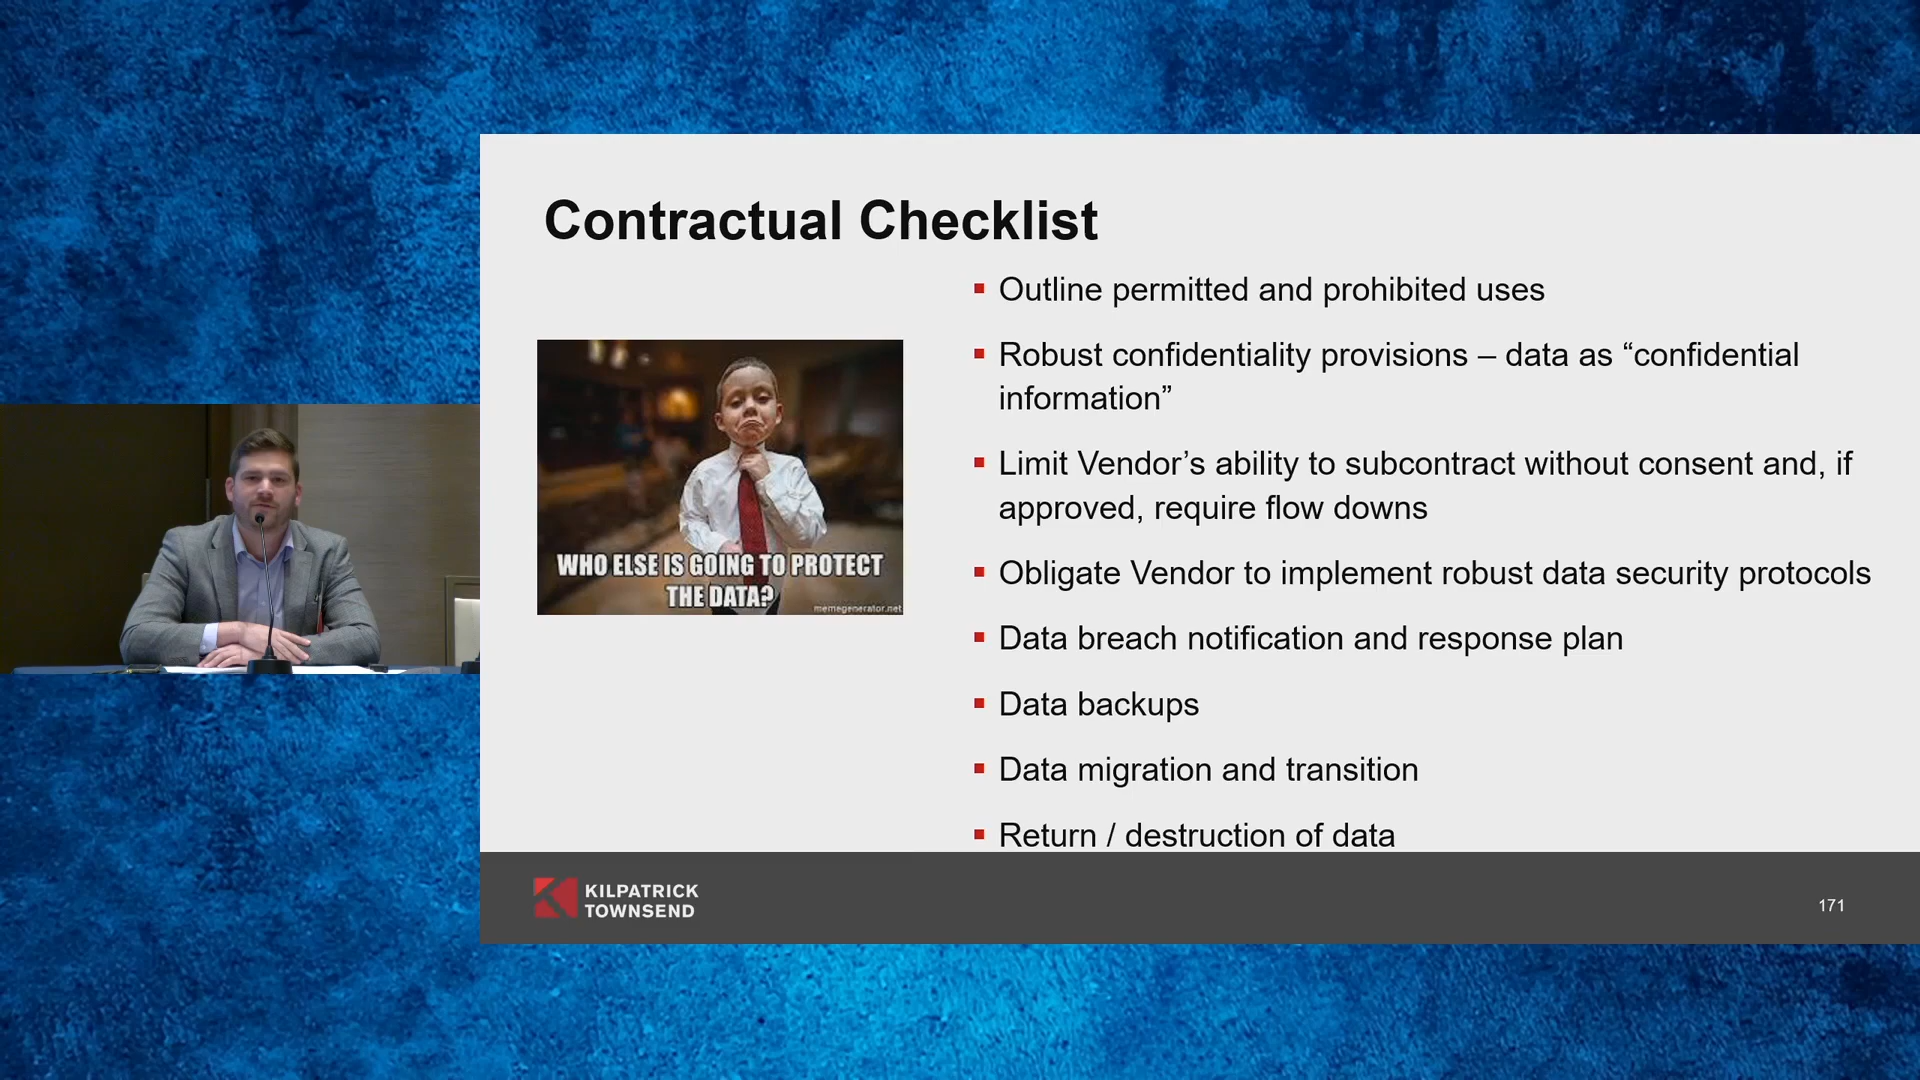 Contractual Checklist
▪ Outline permitted and prohibited uses
▪ Robust confidentiality provisions – data as “confidential
information”
▪ Limit Vendor’s ability to subcontract without consent and, if
approved, require flow downs
▪ Obligate Vendor to implement robust data security protocols
▪ Data breach notification and response plan
▪ Data backups
▪ Data migration and transition
▪ Return / destruction of data
WHO ELSE IS GOING TO PROTECT
THE DATA?
memegenerator.net
KILPATRICK
TOWNSEND
171